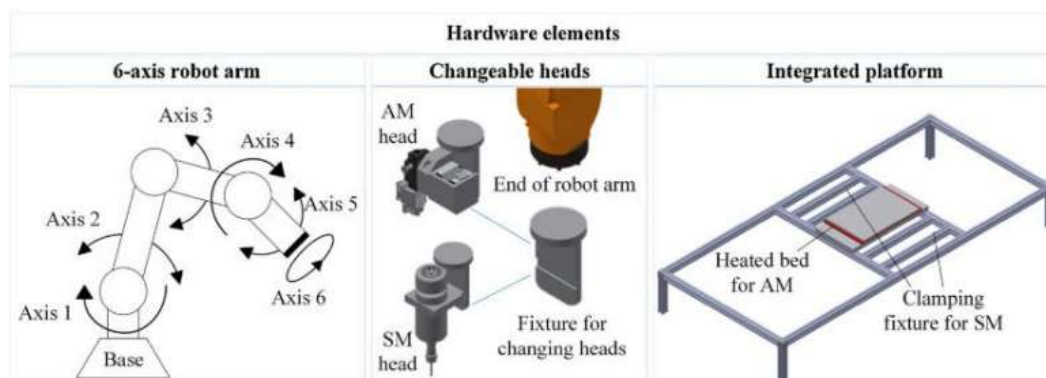 Hardware elements
6-axis robot arm
Changeable heads
Integrated platform
Axis 3
Axis 4
Axis 2
Axis 5
Axis 1
Axis 6
Base
AM
head
End of robot arm
SM
head
Fixture for
changing heads
Heated bed
for AM
Clamping
fixture for SM